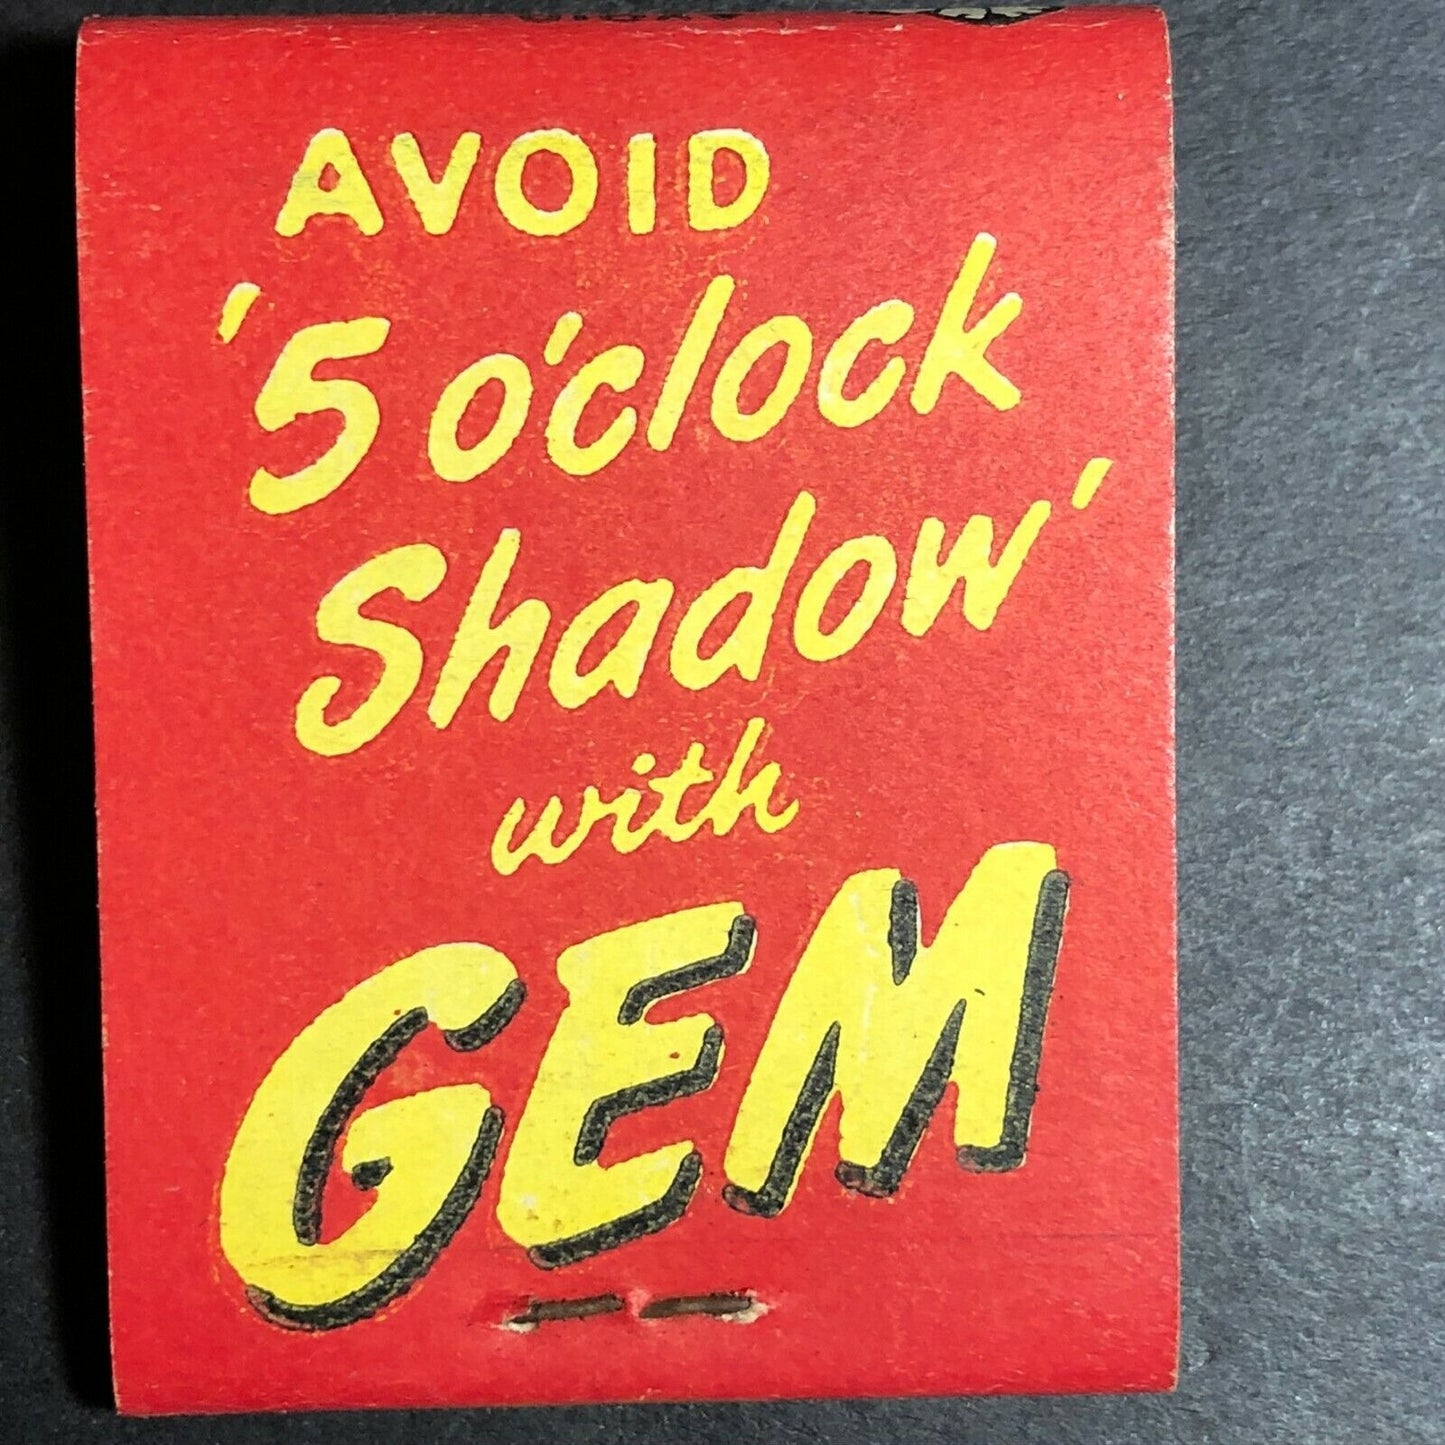 AVOID
'5 o'clock
Shadow'
with
GEM